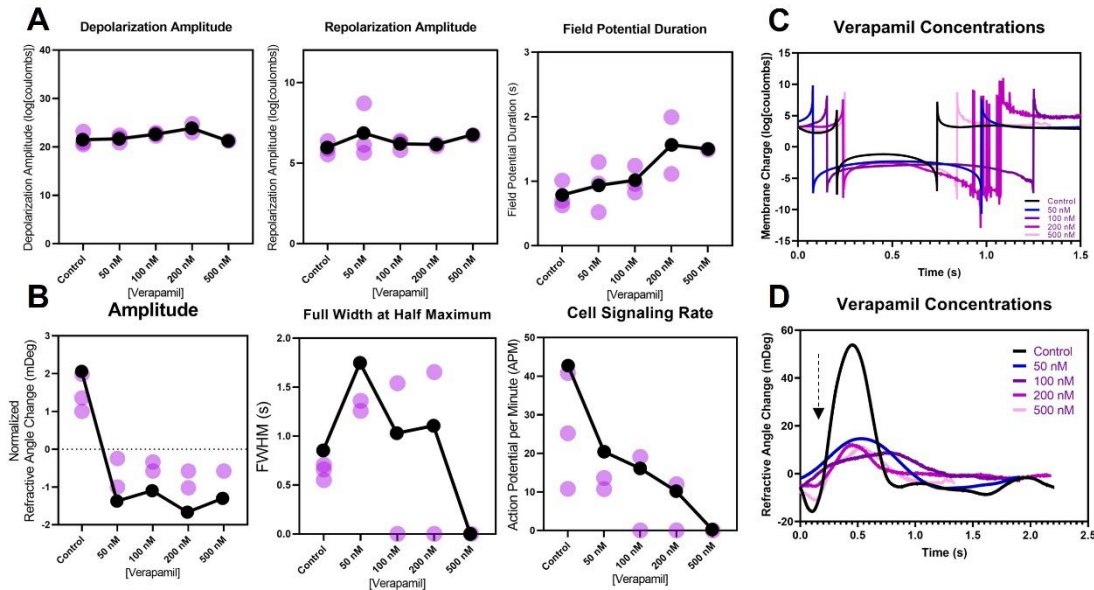 A
Depolarization Amplitude
Depolarization Amplitude (log[coulombs])
40
30
20
10
0
Control
50 nM
100 nM
200 nM
500 nM
[Verapamil]
Repolarization Amplitude
Repolarization Amplitude (log[coulombs])
10
5
0
Control
50 nM
100 nM
200 nM
500 nM
[Verapamil]
Field Potential Duration
Field Potential Duration (s)
3
2
1
0
Control
50 nM
100 nM
200 nM
500 nM
[Verapamil]
B
Amplitude
Normalized
Refractive Angle Change (mDeg)
3
2
1
0
-1
-2
Control
50 nM
100 nM
200 nM
500 nM
[Verapamil]
Full Width at Half Maximum
FWHM (s)
2.0
1.5
1.0
0.5
0.0
Control
50 nM
100 nM
200 nM
500 nM
[Verapamil]
Cell Signaling Rate
Action Potential per Minute (APM)
50
40
30
20
10
0
Control
50 nM
100 nM
200 nM
500 nM
[Verapamil]
C
Verapamil Concentrations
Membrane Charge (log[coulombs])
20
15
10
5
0
-5
-10
-15
0.0
0.5
1.0
1.5
Time (s)
Control
50 nM
100 nM
200 nM
500 nM
D
Verapamil Concentrations
Refractive Angle Change (mDeg)
60
40
20
0
-20
0.0
0.5
1.0
1.5
2.0
2.5
Time (s)
Control
50 nM
100 nM
200 nM
500 nM